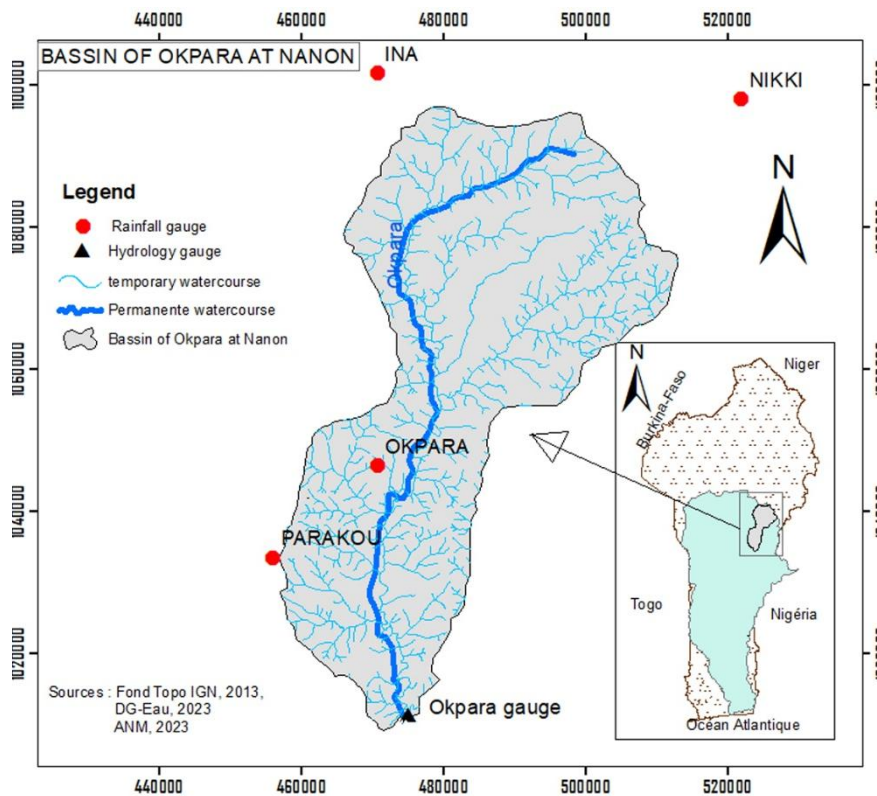 440000 460000 480000 500000 520000
BASSIN OF OKPARA AT NANON
INA
NIKKI
1100000
N
Legend
Rainfall gauge
Hydrology gauge
temporary watercourse
Permanente watercourse
Bassin of Okpara at Nanon
Okpara
1080000
1060000
N
Niger
Burkina-Faso
OKPARA
1040000
PARAKOU
Togo
Nigéria
1020000
Sources : Fond Topo IGN, 2013,
DG-Eau, 2023
ANM, 2023
Okpara gauge
Océan Atlantique
440000 460000 480000 500000 520000